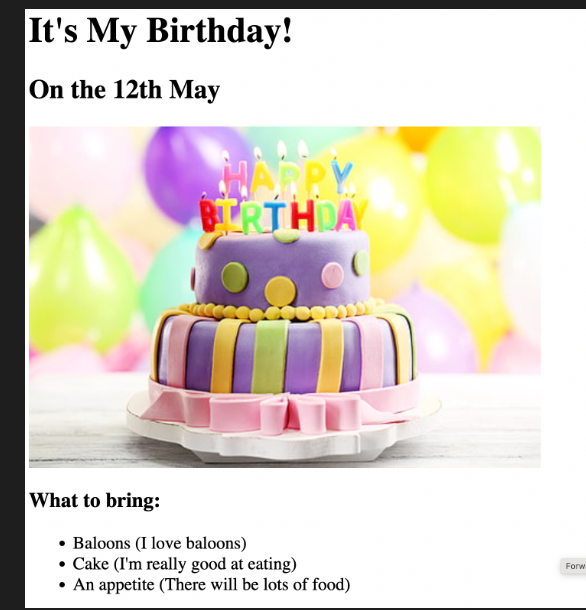 It's My Birthday!
On the 12th May
HAPPY
BIRTHDAY
What to bring:
Baloons (I love baloons)
Cake (I'm really good at eating)
Forw
An appetite (There will be lots of food)